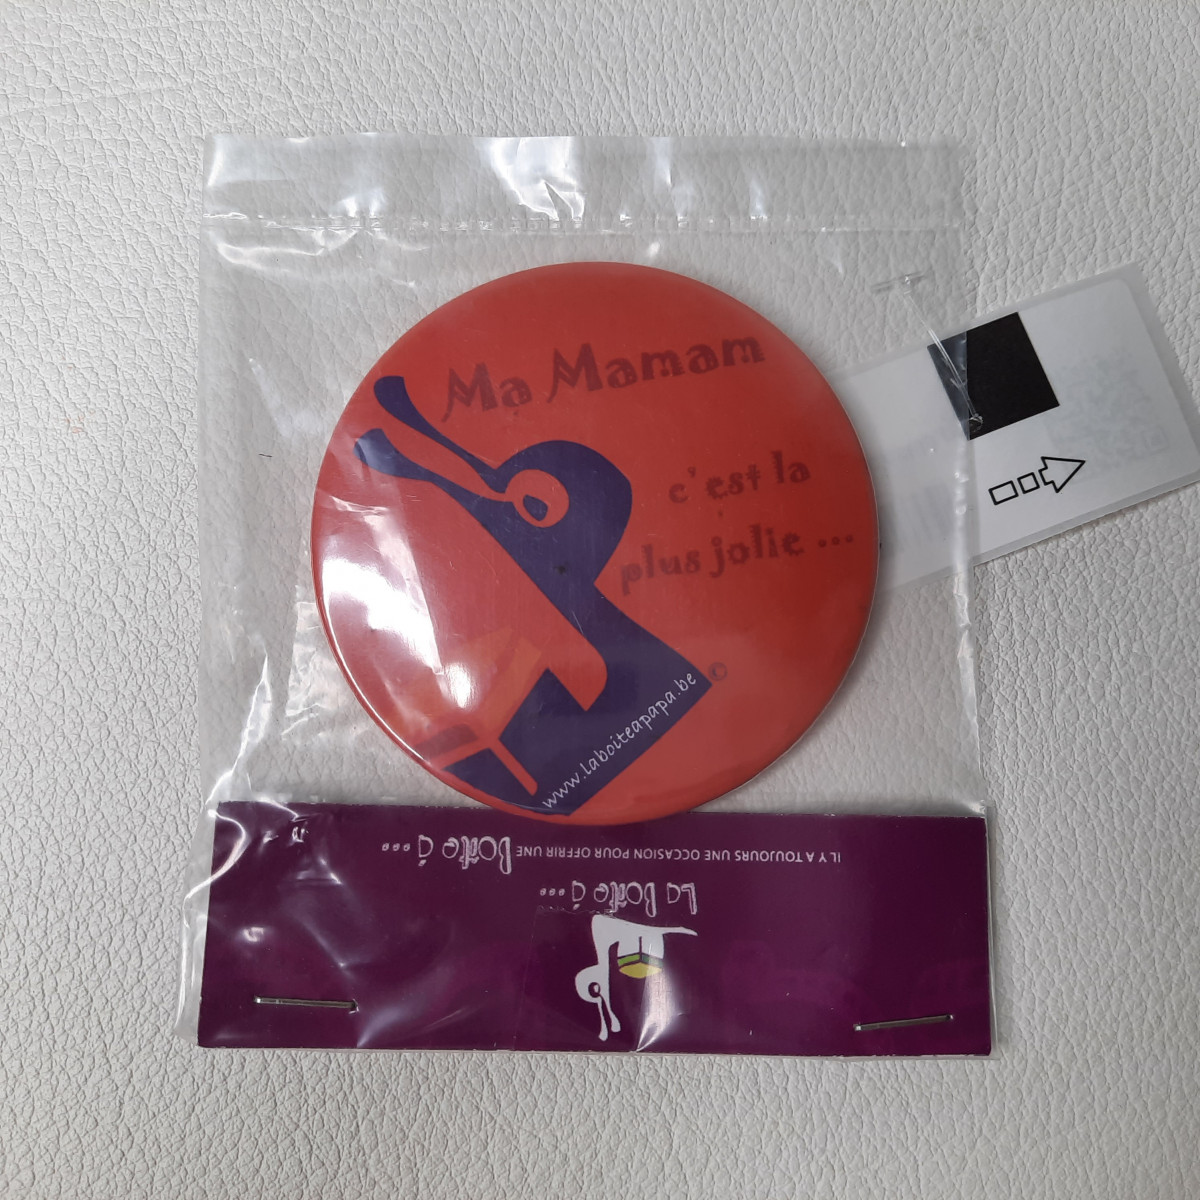 Ma Mamam
c'est la
plus jolie ...
©
www.laboiteapapa.be
IL Y A TOUJOURS UNE OCCASION POUR OFFRIR UNE Boîte à...
La Boîte à...